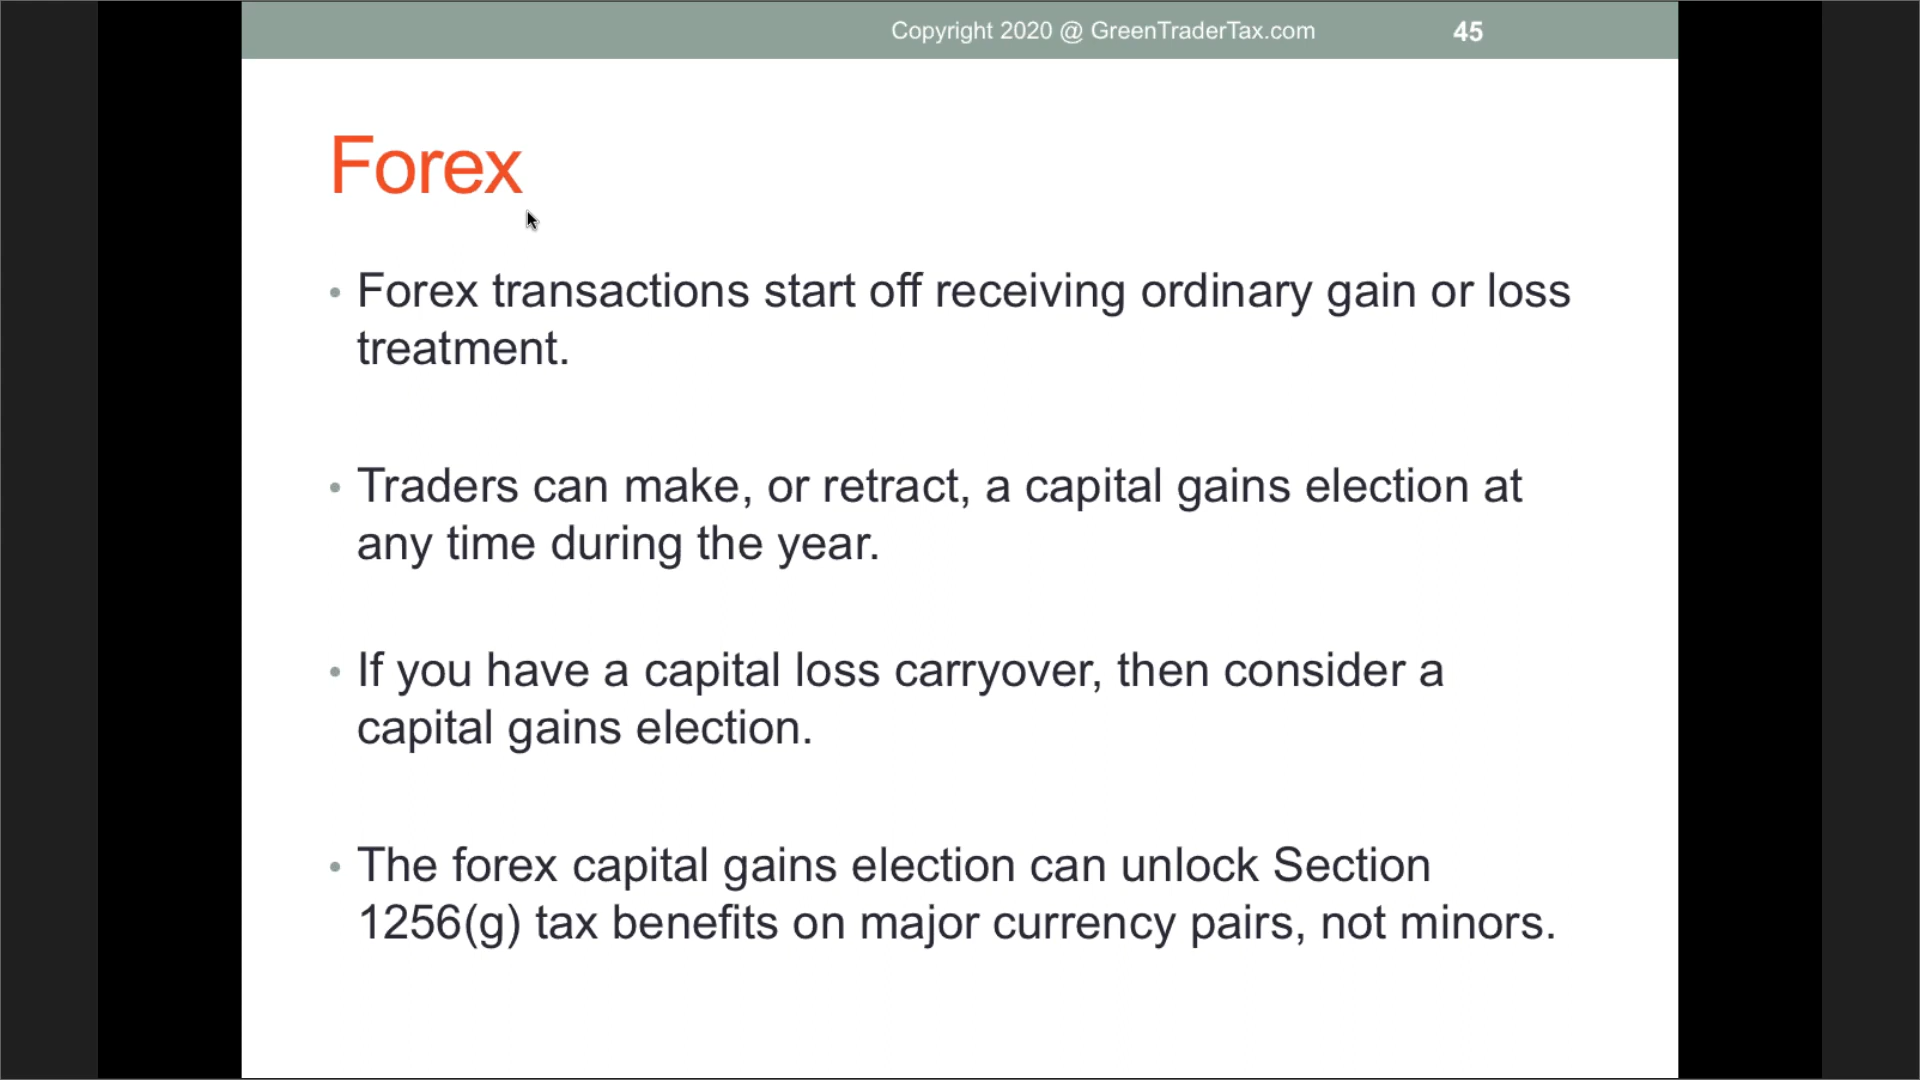 Copyright 2020 @ GreenTraderTax.com 45
Forex
• Forex transactions start off receiving ordinary gain or loss
treatment.
• Traders can make, or retract, a capital gains election at
any time during the year.
• If you have a capital loss carryover, then consider a
capital gains election.
• The forex capital gains election can unlock Section
1256(g) tax benefits on major currency pairs, not minors.